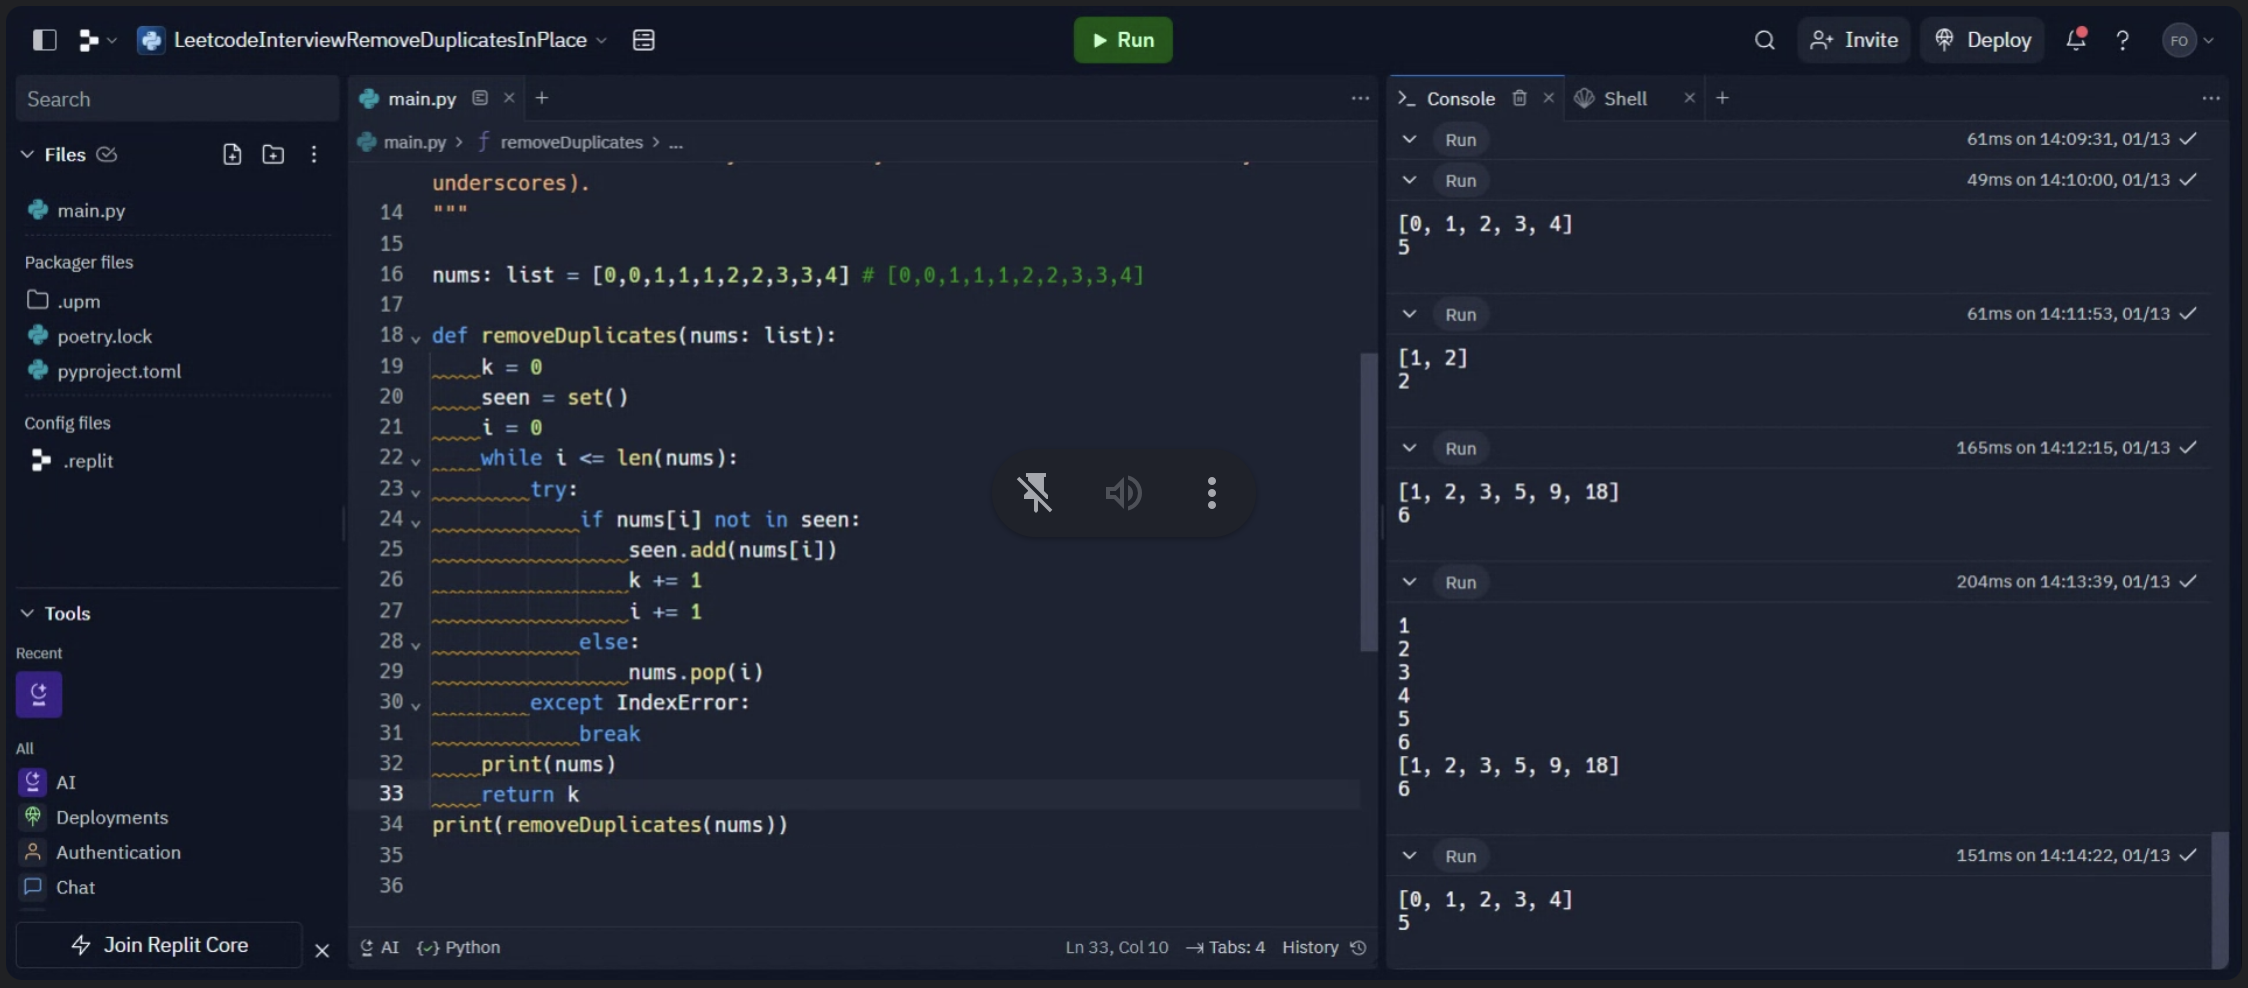 LeetcodeInterviewRemoveDuplicatesInPlace
Run
Invite
Deploy
FO
Search
Files
main.py
Packager files
.upm
poetry.lock
pyproject.toml
Config files
.replit
Tools
Recent
All
AI
Deployments
Authentication
Chat
Join Replit Core
main.py
main.py > removeDuplicates > ...
underscores).
14 """
15
16 nums: list = [0,0,1,1,1,2,2,3,3,4] # [0,0,1,1,1,2,2,3,3,4]
17
18 def removeDuplicates(nums: list):
19 k = 0
20 seen = set()
21 i = 0
22 while i <= len(nums):
23 try:
24 if nums[i] not in seen:
25 seen.add(nums[i])
26 k += 1
27 i += 1
28 else:
29 nums.pop(i)
30 except IndexError:
31 break
32 print(nums)
33 return k
34 print(removeDuplicates(nums))
35
36
AI Python Ln 33, Col 10 Tabs: 4 History
Console Shell
Run 61ms on 14:09:31, 01/13
Run 49ms on 14:10:00, 01/13
[0, 1, 2, 3, 4]
5
Run 61ms on 14:11:53, 01/13
[1, 2]
2
Run 165ms on 14:12:15, 01/13
[1, 2, 3, 5, 9, 18]
6
Run 204ms on 14:13:39, 01/13
1
2
3
4
5
6
[1, 2, 3, 5, 9, 18]
6
Run 151ms on 14:14:22, 01/13
[0, 1, 2, 3, 4]
5